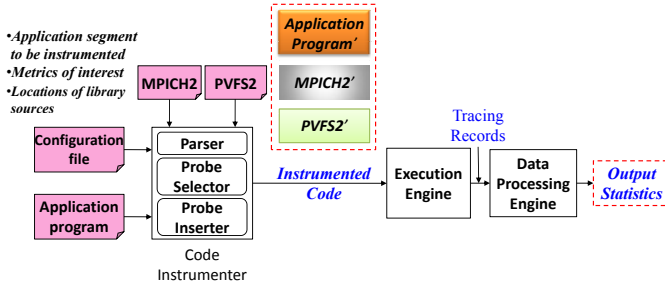 •Application segment
to be instrumented
•Metrics of interest
•Locations of library
sources
MPICH2
PVFS2
Application
Program′
MPICH2′
PVFS2′
Configuration
file
Application
program
Parser
Probe
Selector
Probe
Inserter
Code
Instrumenter
Instrumented
Code
Execution
Engine
Tracing
Records
Data
Processing
Engine
Output
Statistics